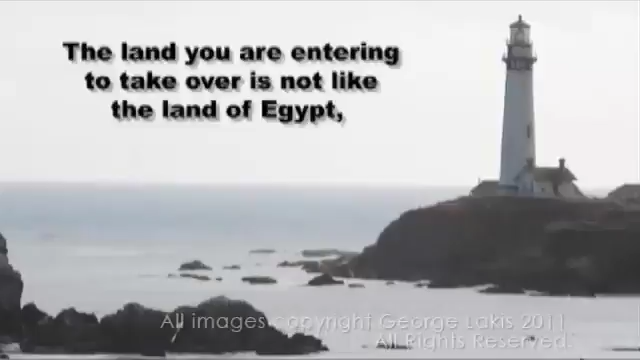 The land you are entering
to take over is not like
the land of Egypt,
All images copyright George Lakis 2011
All Rights Reserved.